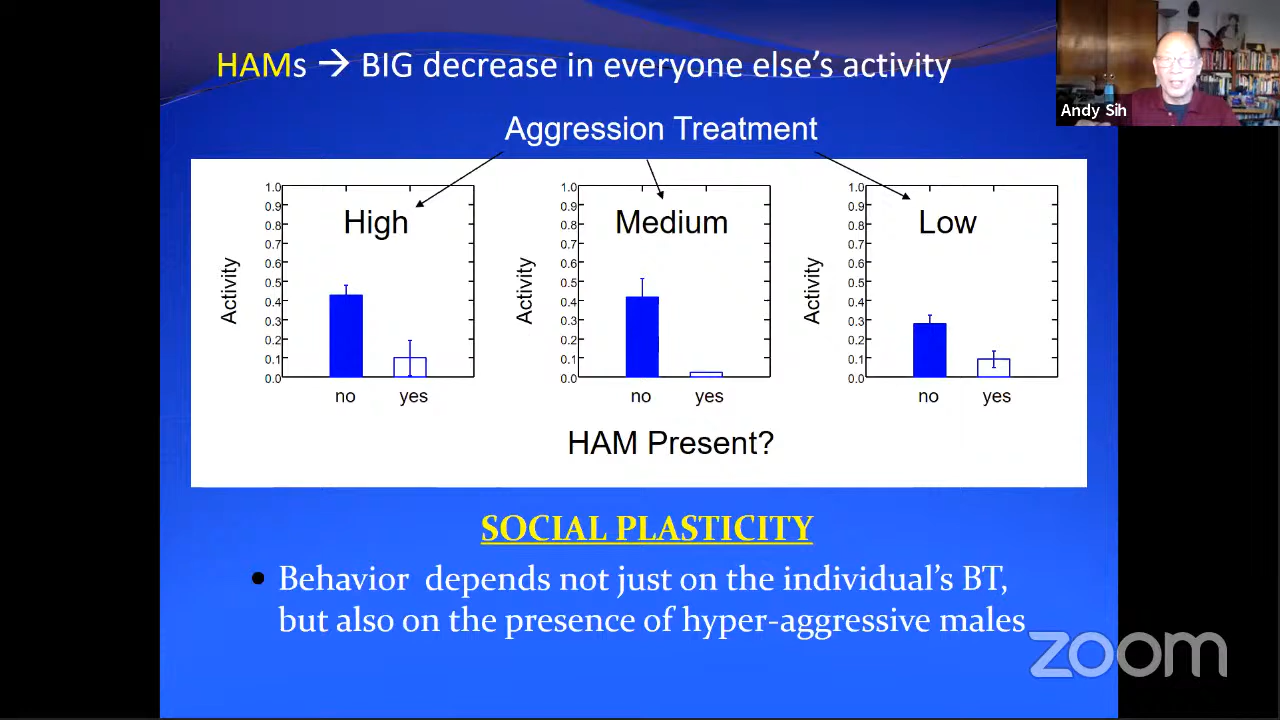 HAMs → BIG decrease in everyone else's activity
Andy Sih
Aggression Treatment
High
Medium
Low
Activity
1.0
0.9
0.8
0.7
0.6
0.5
0.4
0.3
0.2
0.1
0.0
no yes
Activity
1.0
0.9
0.8
0.7
0.6
0.5
0.4
0.3
0.2
0.1
0.0
no yes
Activity
1.0
0.9
0.8
0.7
0.6
0.5
0.4
0.3
0.2
0.1
0.0
no yes
HAM Present?
SOCIAL PLASTICITY
• Behavior depends not just on the individual's BT,
but also on the presence of hyper-aggressive males
zoom